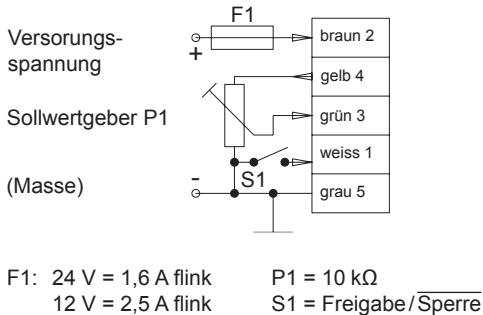 F1
Versorungs-
spannung
+
braun 2
gelb 4
Sollwertgeber P1
grün 3
weiss 1
S1
(Masse)
-
grau 5
F1: 24 V = 1,6 A flink
12 V = 2,5 A flink
P1 = 10 kΩ
S1 = Freigabe/Sperre